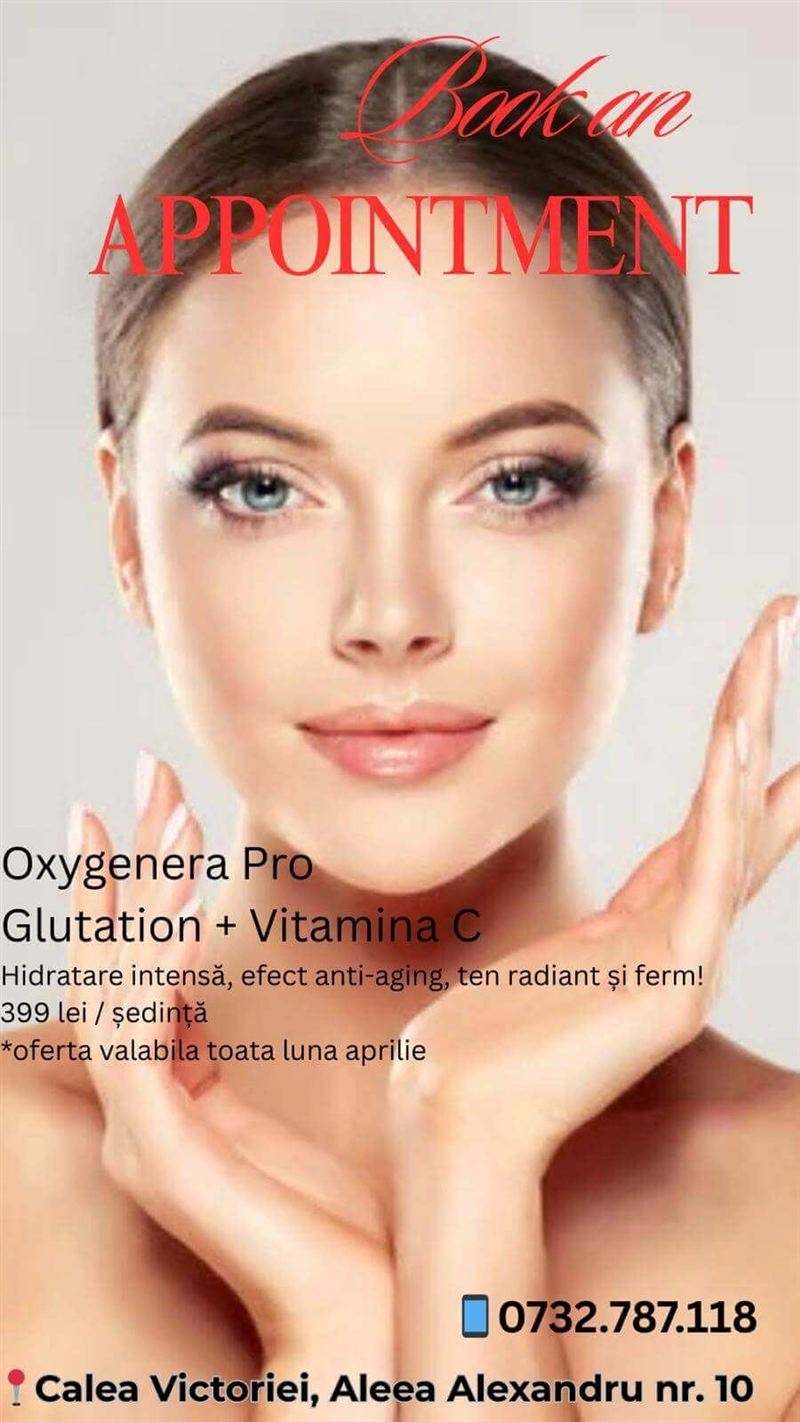 Book an
APPOINTMENT
Oxygenera Pro
Glutation + Vitamina C
Hidratare intensă, efect anti-aging, ten radiant și ferm!
399 lei / ședință
*oferta valabila toata luna aprilie
0732.787.118
Calea Victoriei, Aleea Alexandru nr. 10